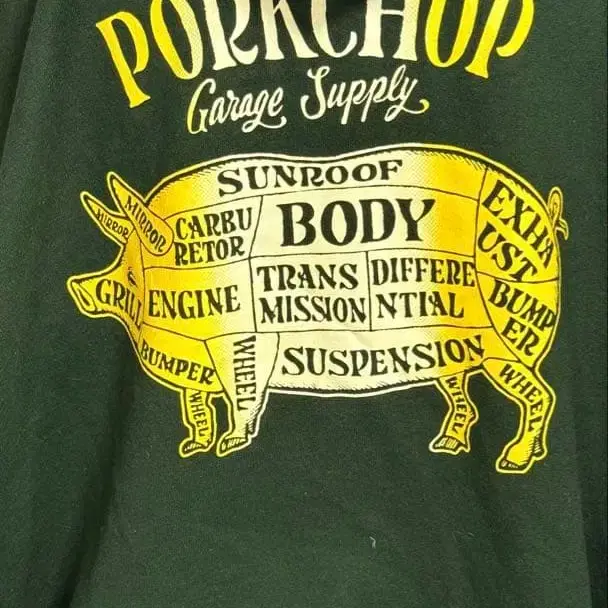 PORKCHOP
Garage Supply
SUNROOF
MIRROR
MIRROR
CARBU
RETOR
BODY
EXHA
UST
GRILL
ENGINE
TRANS
MISSION
DIFFERE
NTIAL
BUMP
ER
BUMPER
WHEEL
SUSPENSION
WHEEL
WHEEL
WHEEL